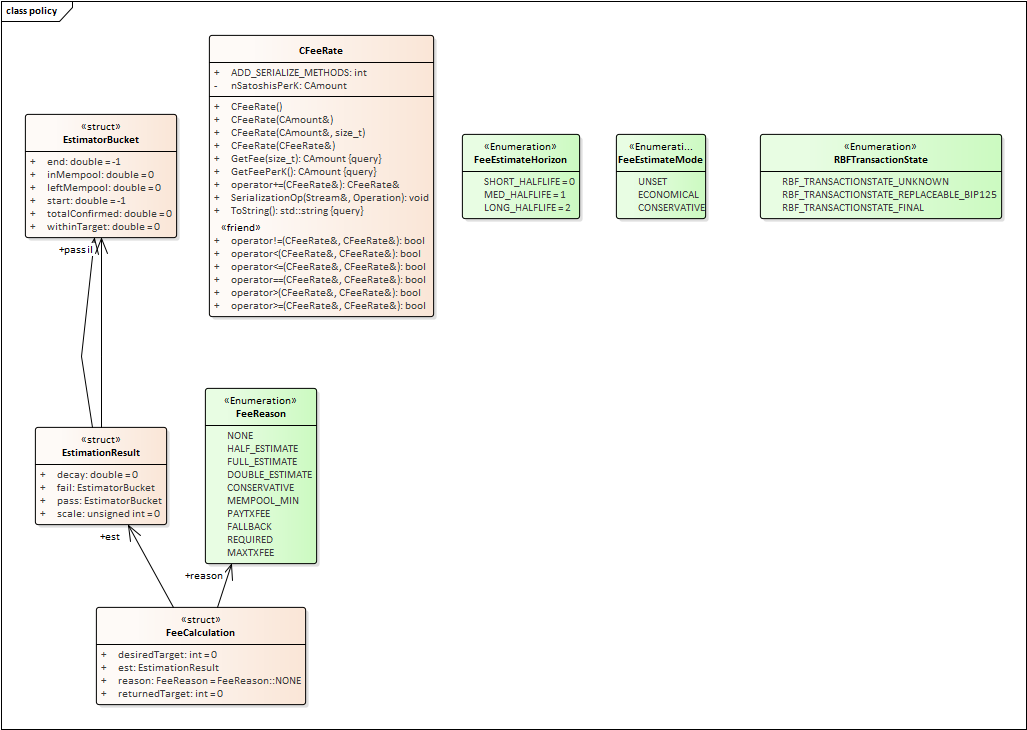 class policy
CFeeRate
+ ADD_SERIALIZE_METHODS: int
- nSatoshisPerK: CAmount
+ CFeeRate()
+ CFeeRate(CAmount&)
+ CFeeRate(CAmount&, size_t)
+ CFeeRate(CFeeRate&)
+ GetFee(size_t): CAmount {query}
+ GetFeePerK(): CAmount {query}
+ operator+=(CFeeRate&): CFeeRate&
+ SerializationOp(Stream&, Operation): void
+ ToString(): std::string {query}
«friend»
+ operator!=(CFeeRate&, CFeeRate&): bool
+ operator<(CFeeRate&, CFeeRate&): bool
+ operator<=(CFeeRate&, CFeeRate&): bool
+ operator==(CFeeRate&, CFeeRate&): bool
+ operator>(CFeeRate&, CFeeRate&): bool
+ operator>=(CFeeRate&, CFeeRate&): bool
«struct»
EstimatorBucket
+ end: double = -1
+ inMempool: double = 0
+ leftMempool: double = 0
+ start: double = -1
+ totalConfirmed: double = 0
+ withinTarget: double = 0
«Enumeration»
FeeEstimateHorizon
SHORT_HALFLIFE = 0
MED_HALFLIFE = 1
LONG_HALFLIFE = 2
«Enumerati...
FeeEstimateMode
UNSET
ECONOMICAL
CONSERVATIVE
«Enumeration»
RBFTransactionState
RBF_TRANSACTIONSTATE_UNKNOWN
RBF_TRANSACTIONSTATE_REPLACEABLE_BIP125
RBF_TRANSACTIONSTATE_FINAL
+pass
«Enumeration»
FeeReason
NONE
HALF_ESTIMATE
FULL_ESTIMATE
DOUBLE_ESTIMATE
CONSERVATIVE
MEMPOOL_MIN
PAYTXFEE
FALLBACK
REQUIRED
MAXTXFEE
«struct»
EstimationResult
+ decay: double = 0
+ fail: EstimatorBucket
+ pass: EstimatorBucket
+ scale: unsigned int = 0
+est
+reason
«struct»
FeeCalculation
+ desiredTarget: int = 0
+ est: EstimationResult
+ reason: FeeReason = FeeReason::NONE
+ returnedTarget: int = 0